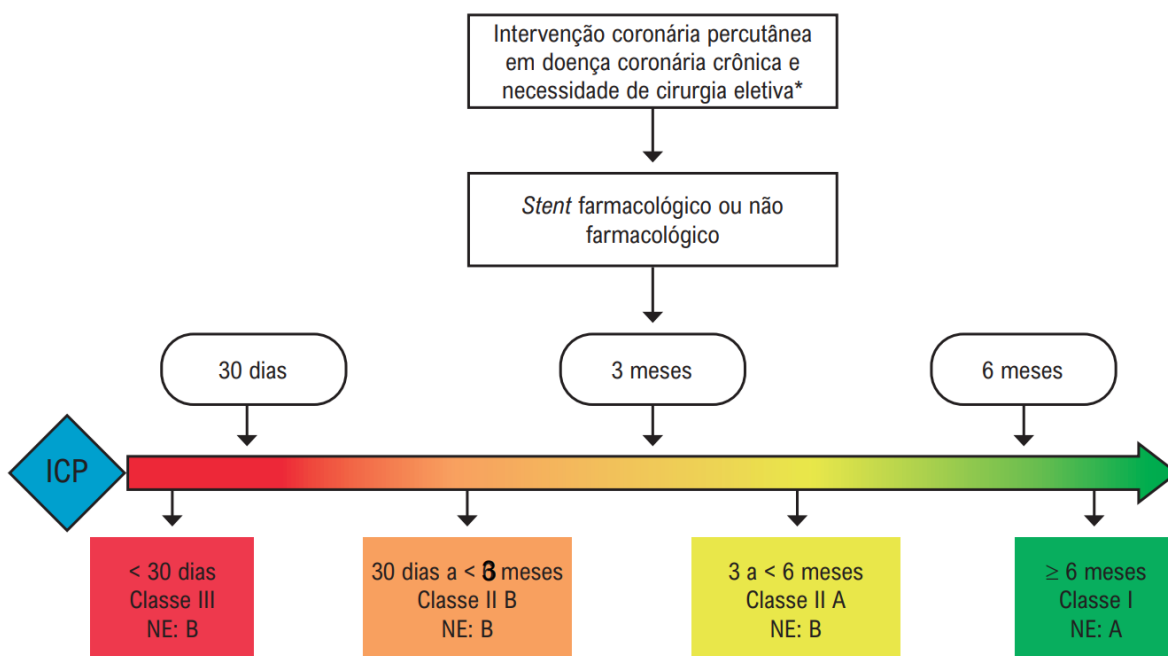 Intervenção coronária percutânea
em doença coronária crônica e
necessidade de cirurgia eletiva*
Stent farmacológico ou não
farmacológico
30 dias
3 meses
6 meses
ICP
< 30 dias
Classe III
NE: B
30 dias a < 3 meses
Classe II B
NE: B
3 a < 6 meses
Classe II A
NE: B
≥ 6 meses
Classe I
NE: A